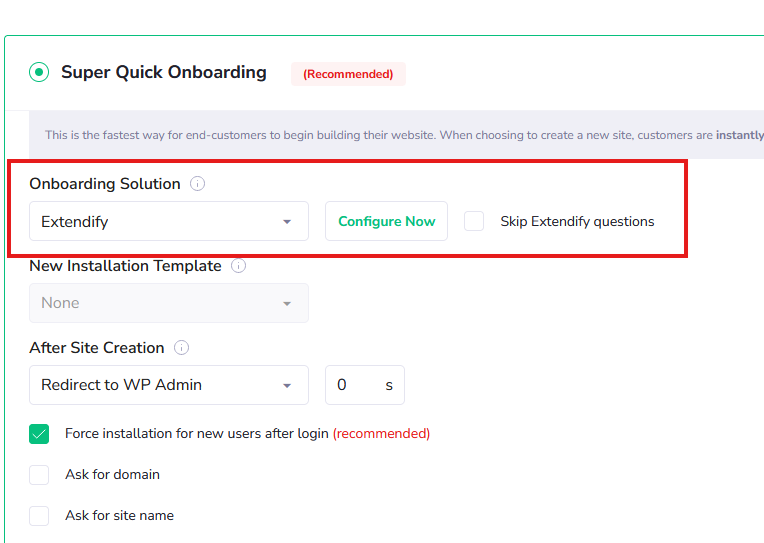 Super Quick Onboarding (Recommended)
This is the fastest way for end-customers to begin building their website. When choosing to create a new site, customers are instantly
Onboarding Solution
Extendify Configure Now Skip Extendify questions
New Installation Template
None
After Site Creation
Redirect to WP Admin 0 s
Force installation for new users after login (recommended)
Ask for domain
Ask for site name